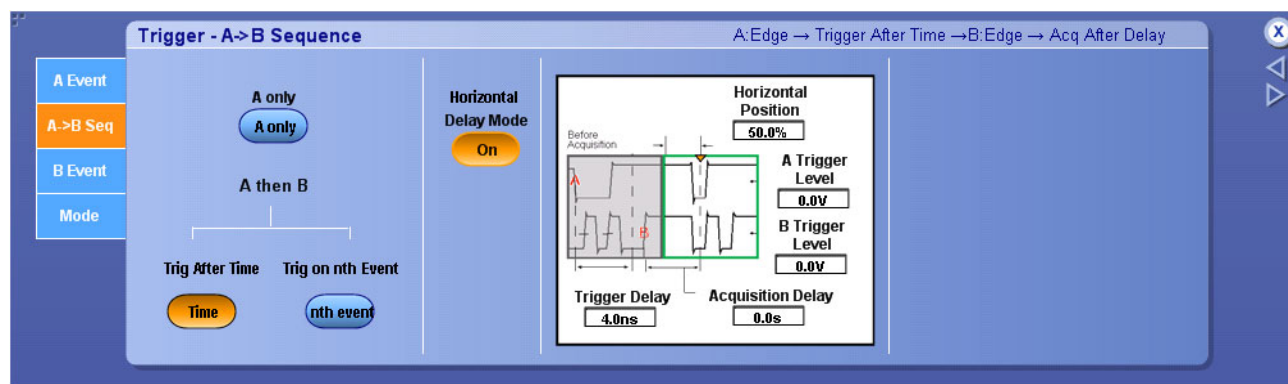 Trigger - A->B Sequence
A:Edge → Trigger After Time →B:Edge → Acq After Delay
X
A Event
A->B Seq
B Event
Mode
A only
A only
A then B
Trig After Time
Trig on nth Event
Time
nth event
Horizontal
Delay Mode
On
Horizontal
Position
50.0%
Before
Acquisition
A
B
A Trigger
Level
0.0V
B Trigger
Level
0.0V
Trigger Delay
4.0ns
Acquisition Delay
0.0s